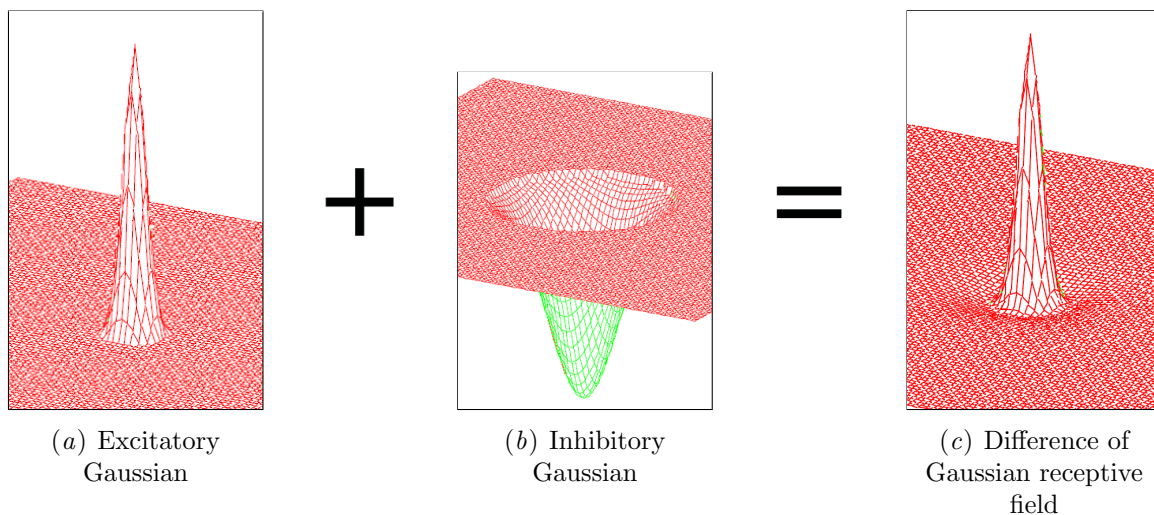 +
=
(a) Excitatory
Gaussian
(b) Inhibitory
Gaussian
(c) Difference of
Gaussian receptive
field